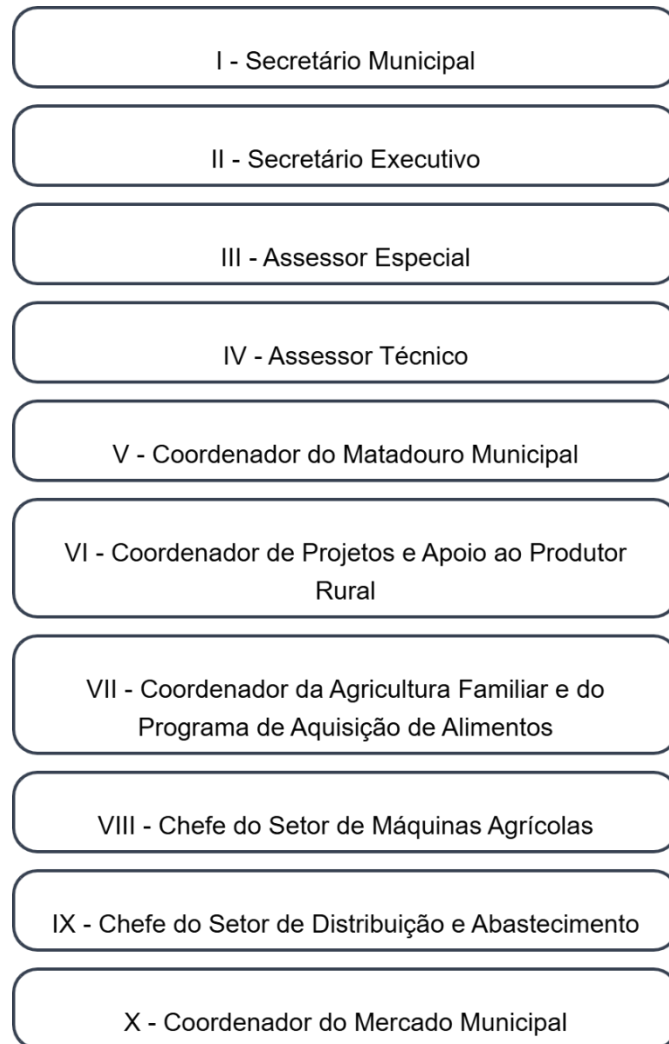 I - Secretário Municipal
II - Secretário Executivo
III - Assessor Especial
IV - Assessor Técnico
V - Coordenador do Matadouro Municipal
VI - Coordenador de Projetos e Apoio ao Produtor
Rural
VII - Coordenador da Agricultura Familiar e do
Programa de Aquisição de Alimentos
VIII - Chefe do Setor de Máquinas Agrícolas
IX - Chefe do Setor de Distribuição e Abastecimento
X - Coordenador do Mercado Municipal